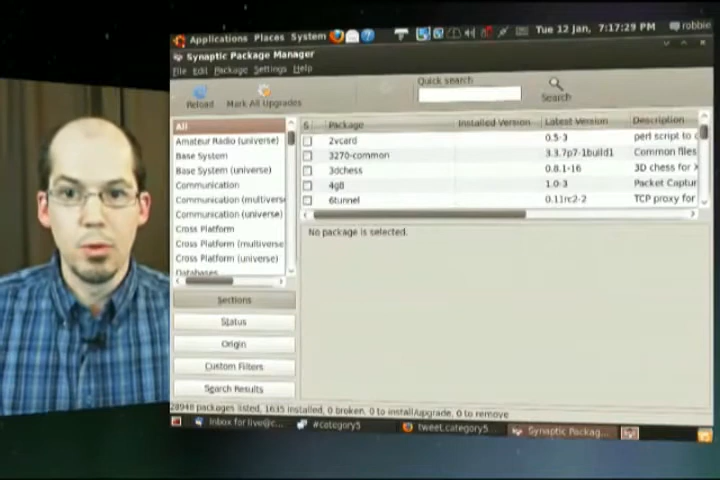 Applications Places System
Tue 12 Jan, 7:17:29 PM
robbie
Synaptic Package Manager
File Edit Package Settings Help
Reload
Mark All Upgrades
Quick search
Search
All
Amateur Radio (universe)
Base System
Base System (universe)
Communication
Communication (multiverse
Communication (universe)
Cross Platform
Cross Platform (multiverse
Cross Platform (universe)
Databases
S Package Installed Version Latest Version Description
2vcard 0.5-3 perl script to c
3270-common 3.3.7p7-1build1 Common files
3dchess 0.8.1-16 3D chess for X
4g8 1.0-3 Packet Captur
6tunnel 0.11rc2-2 TCP proxy for
No package is selected.
Sections
Status
Origin
Custom Filters
Search Results
28948 packages listed, 1635 installed, 0 broken, 0 to install/upgrade, 0 to remove
Inbox for live@c...
#category5
tweet.category5...
Synaptic Packag...